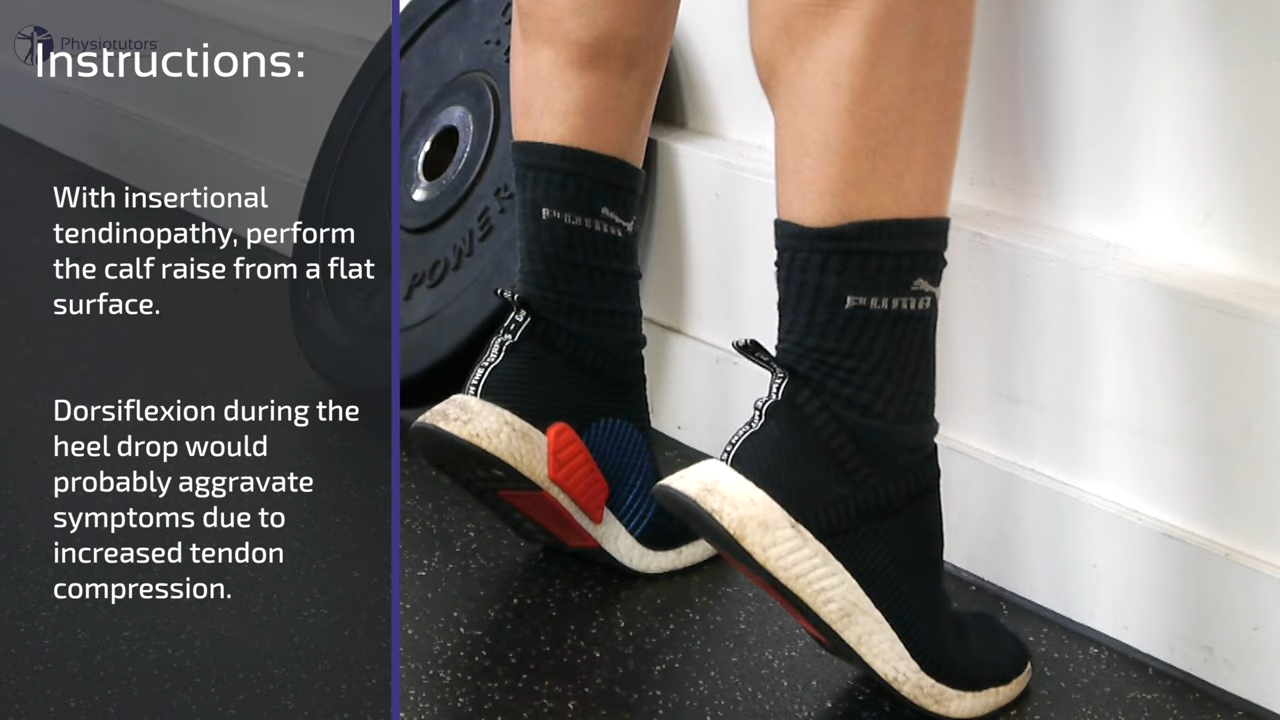 Physiotutors
Instructions:
With insertional
tendinopathy, perform
the calf raise from a flat
surface.
Dorsiflexion during the
heel drop would
probably aggravate
symptoms due to
increased tendon
compression.
POWER
PUMA
PUMA